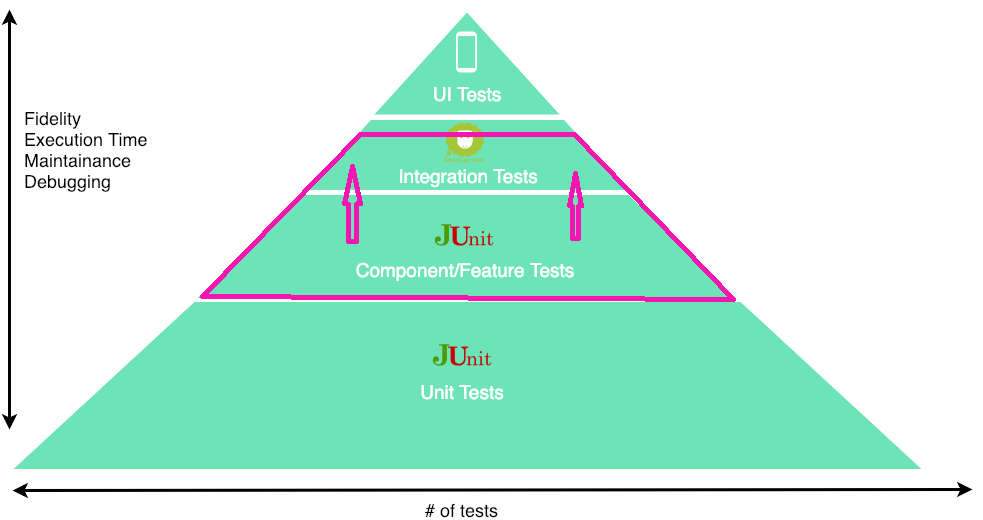 UI Tests
Fidelity
Execution Time
Maintainance
Debugging
Integration Tests
JUnit
Component/Feature Tests
JUnit
Unit Tests
# of tests